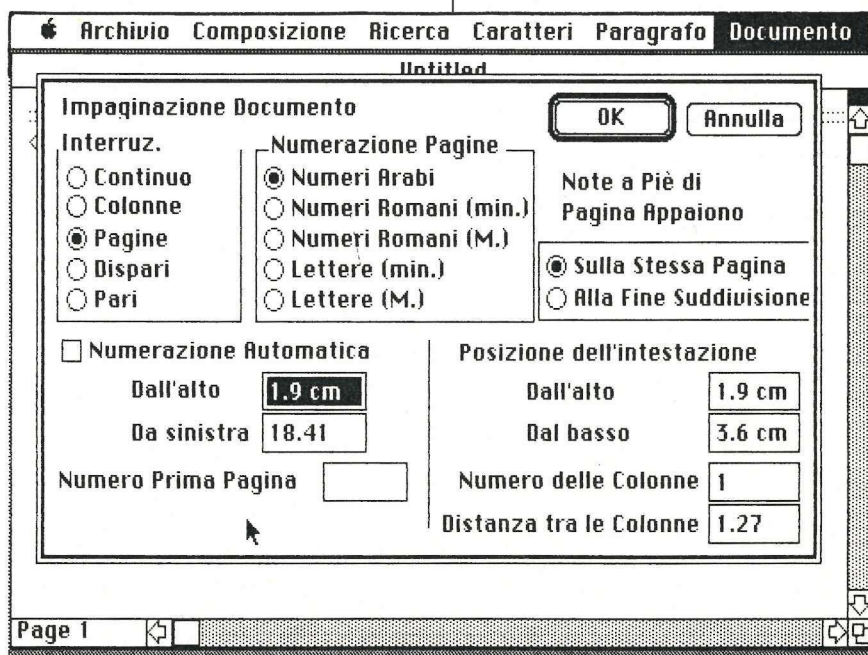 Archivio Composizione Ricerca Caratteri Paragrafo Documento
Untitled
Impaginazione Documento
OK
Annulla
Interruz.
Continuo
Colonne
Pagine
Dispari
Pari
Numerazione Pagine
Numeri Arabi
Numeri Romani (min.)
Numeri Romani (M.)
Lettere (min.)
Lettere (M.)
Note a Piè di
Pagina Appaiono
Sulla Stessa Pagina
Alla Fine Suddivisione
Numerazione Automatica
Dall'alto 1.9 cm
Da sinistra 18.41
Numero Prima Pagina
Posizione dell'intestazione
Dall'alto 1.9 cm
Dal basso 3.6 cm
Numero delle Colonne 1
Distanza tra le Colonne 1.27
Page 1